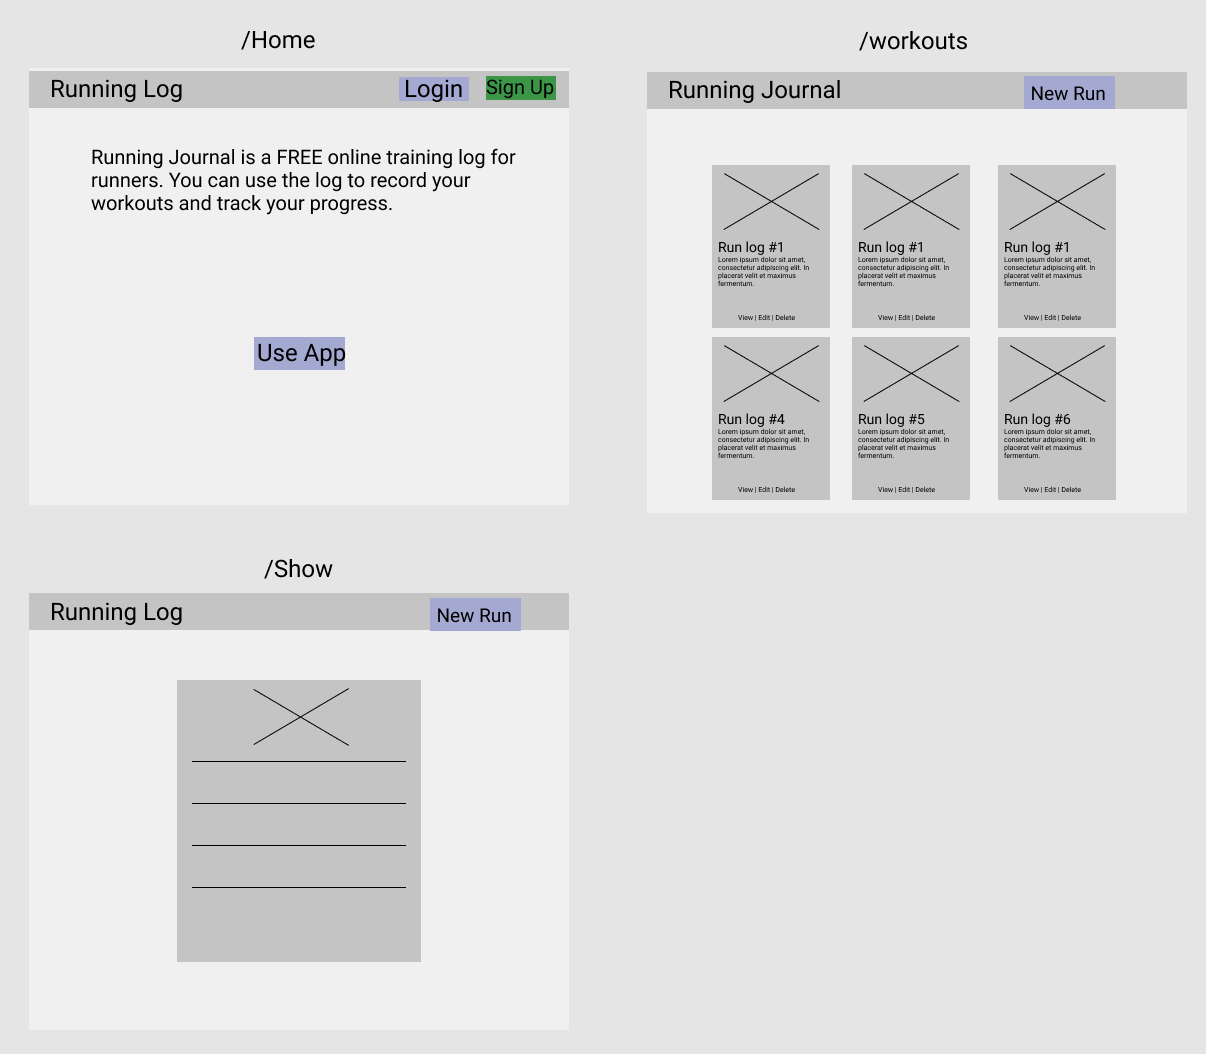 /Home
Running Log
Login
Sign Up
Running Journal is a FREE online training log for
runners. You can use the log to record your
workouts and track your progress.
Use App
/workouts
Running Journal
New Run
Run log #1
Lorem ipsum dolor sit amet,
consectetur adipiscing elit. In
placerat velit et maximus
fermentum.
View | Edit | Delete
Run log #1
Lorem ipsum dolor sit amet,
consectetur adipiscing elit. In
placerat velit et maximus
fermentum.
View | Edit | Delete
Run log #1
Lorem ipsum dolor sit amet,
consectetur adipiscing elit. In
placerat velit et maximus
fermentum.
View | Edit | Delete
Run log #4
Lorem ipsum dolor sit amet,
consectetur adipiscing elit. In
placerat velit et maximus
fermentum.
View | Edit | Delete
Run log #5
Lorem ipsum dolor sit amet,
consectetur adipiscing elit. In
placerat velit et maximus
fermentum.
View | Edit | Delete
Run log #6
Lorem ipsum dolor sit amet,
consectetur adipiscing elit. In
placerat velit et maximus
fermentum.
View | Edit | Delete
/Show
Running Log
New Run